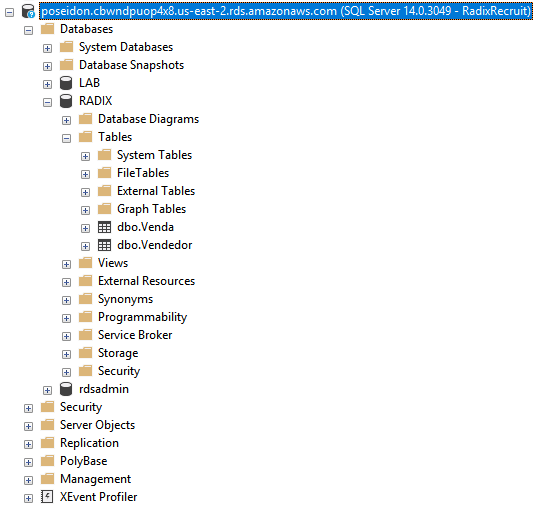 poseidon.cbwndpuop4x8.us-east-2.rds.amazonaws.com (SQL Server 14.0.3049 - RadixRecruit)
Databases
System Databases
Database Snapshots
LAB
RADIX
Database Diagrams
Tables
System Tables
FileTables
External Tables
Graph Tables
dbo.Venda
dbo.Vendedor
Views
External Resources
Synonyms
Programmability
Service Broker
Storage
Security
rdsadmin
Security
Server Objects
Replication
PolyBase
Management
XEvent Profiler